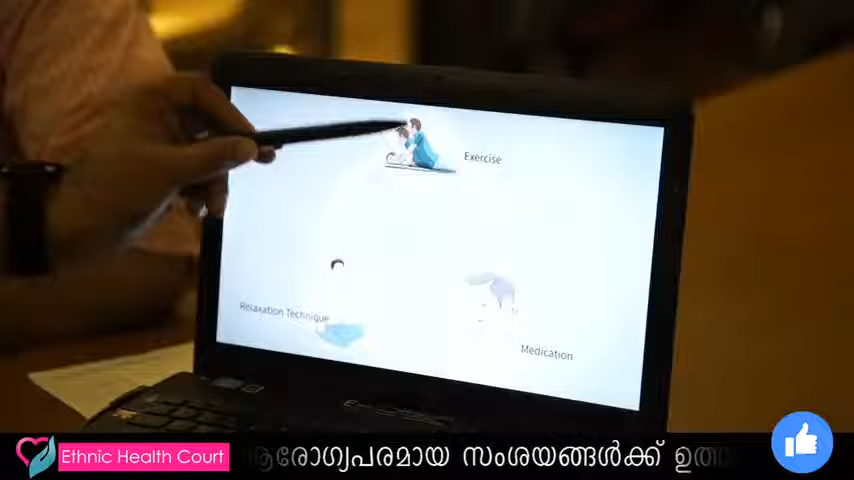 Exercise
Relaxation Technique
Medication
Ethnic Health Court
ആരോഗ്യപരമായ സംശയങ്ങൾക്ക്